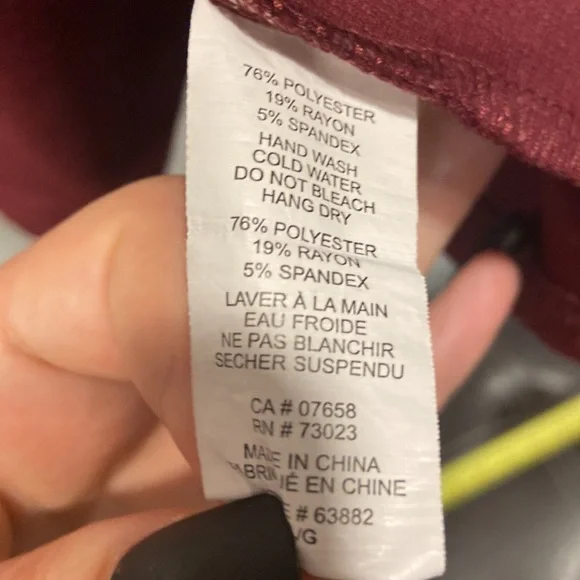 76% POLYESTER
19% RAYON
5% SPANDEX
HAND WASH
COLD WATER
DO NOT BLEACH
HANG DRY
76% POLYESTER
19% RAYON
5% SPANDEX
LAVER À LA MAIN
EAU FROIDE
NE PAS BLANCHIR
SECHER SUSPENDU
CA # 07658
RN # 73023
MADE IN CHINA
EN CHINE
# 63882